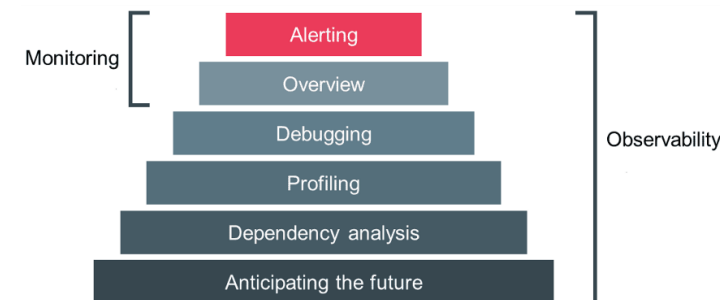 Alerting
Monitoring
Overview
Debugging
Observability
Profiling
Dependency analysis
Anticipating the future